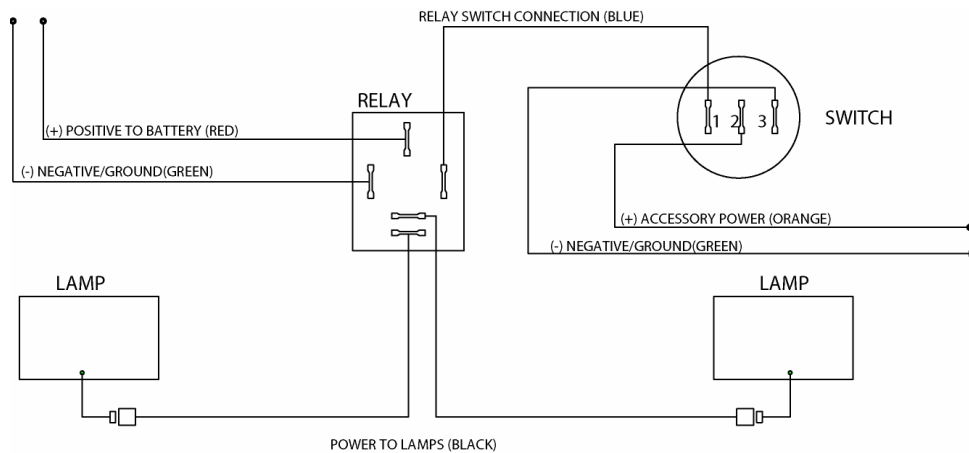 RELAY SWITCH CONNECTION (BLUE)
RELAY
SWITCH
1 2 3
(+) POSITIVE TO BATTERY (RED)
(-) NEGATIVE/GROUND(GREEN)
(+) ACCESSORY POWER (ORANGE)
(-) NEGATIVE/GROUND(GREEN)
LAMP
LAMP
POWER TO LAMPS (BLACK)